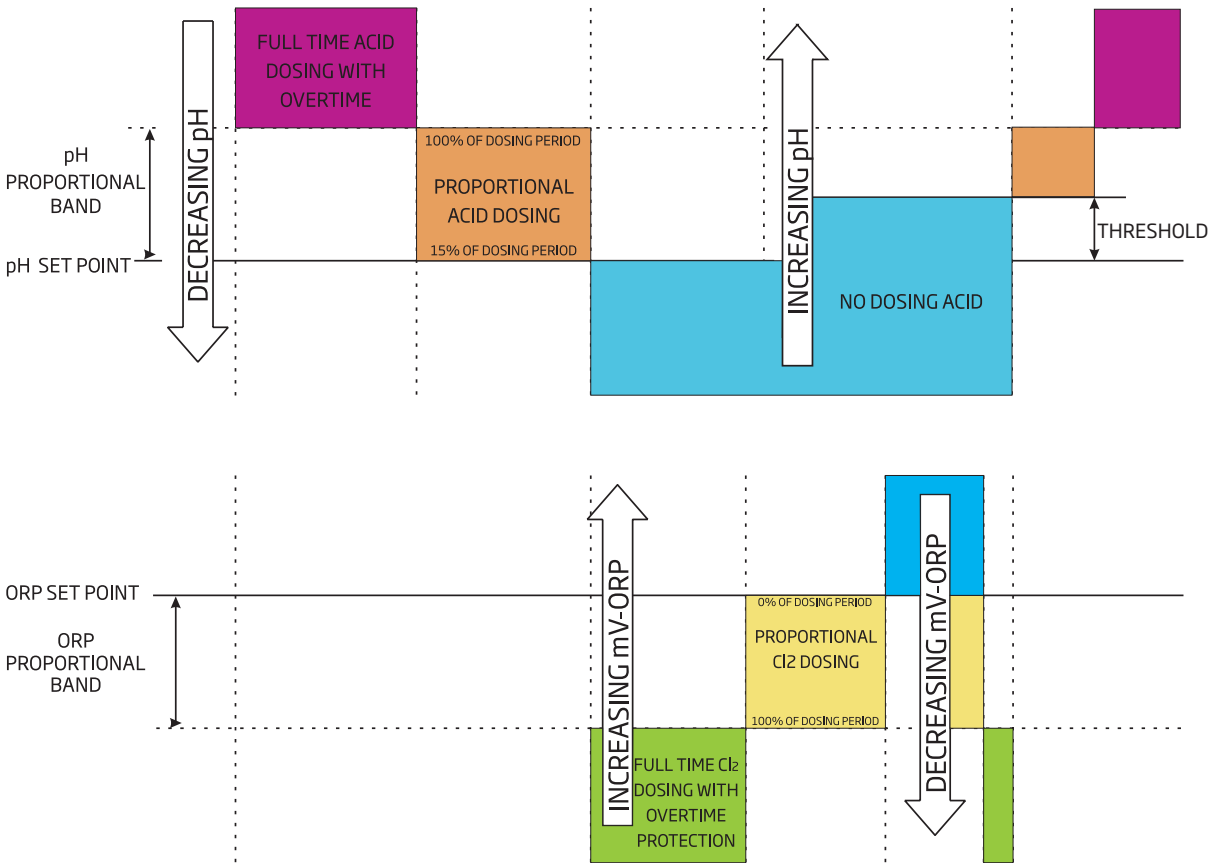 FULL TIME ACID
DOSING WITH
OVERTIME
DECREASING pH
pH
PROPORTIONAL
BAND
100% OF DOSING PERIOD
PROPORTIONAL
ACID DOSING
15% OF DOSING PERIOD
pH SET POINT
INCREASING pH
NO DOSING ACID
THRESHOLD
ORP SET POINT
ORP
PROPORTIONAL
BAND
INCREASING mV-ORP
0% OF DOSING PERIOD
PROPORTIONAL
Cl2 DOSING
100% OF DOSING PERIOD
DECREASING mV-ORP
FULL TIME Cl₂
DOSING WITH
OVERTIME
PROTECTION